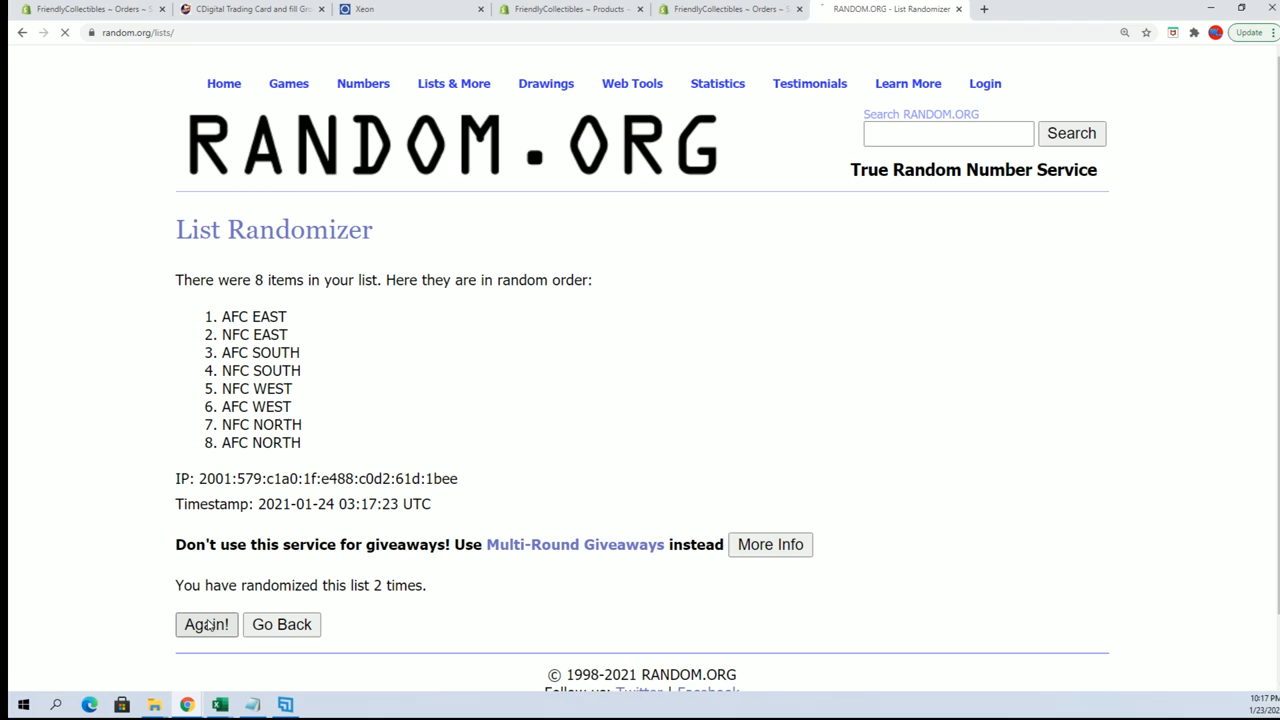 FriendlyCollectibles ~ Orders ~ S
CDigital Trading Card and fill Gr
Xeon
FriendlyCollectibles ~ Products ~
FriendlyCollectibles ~ Orders ~ S
RANDOM.ORG - List Randomizer
random.org/lists/
Update
Home
Games
Numbers
Lists & More
Drawings
Web Tools
Statistics
Testimonials
Learn More
Login
RANDOM.ORG
Search RANDOM.ORG
Search
True Random Number Service
List Randomizer
There were 8 items in your list. Here they are in random order:
1. AFC EAST
2. NFC EAST
3. AFC SOUTH
4. NFC SOUTH
5. NFC WEST
6. AFC WEST
7. NFC NORTH
8. AFC NORTH
IP: 2001:579:c1a0:1f:e488:c0d2:61d:1bee
Timestamp: 2021-01-24 03:17:23 UTC
Don't use this service for giveaways! Use Multi-Round Giveaways instead
More Info
You have randomized this list 2 times.
Again!
Go Back
© 1998-2021 RANDOM.ORG
Follow us: Twitter | Facebook
10:17 PM
1/23/202